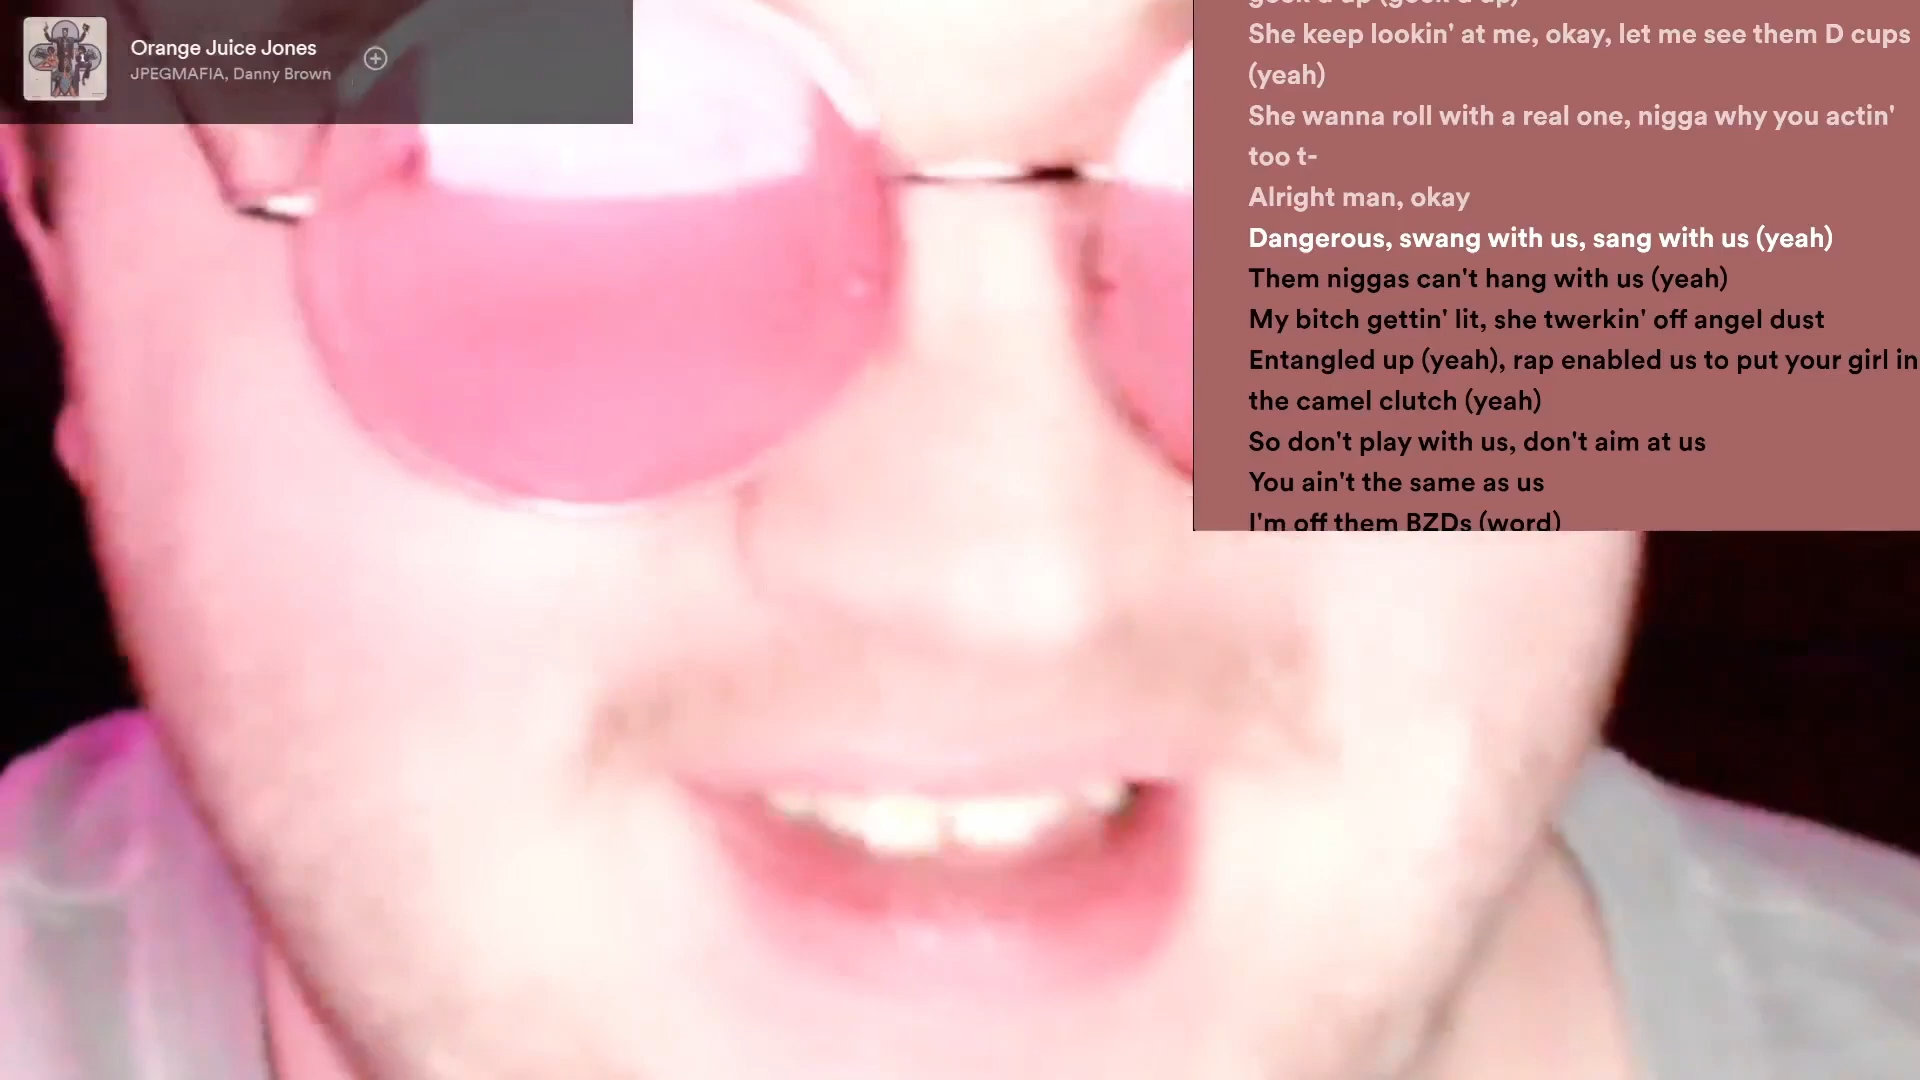 Orange Juice Jones
JPEGMAFIA, Danny Brown
geek'd up (geek'd up)
She keep lookin' at me, okay, let me see them D cups
(yeah)
She wanna roll with a real one, nigga why you actin'
too t-
Alright man, okay
Dangerous, swang with us, sang with us (yeah)
Them niggas can't hang with us (yeah)
My bitch gettin' lit, she twerkin' off angel dust
Entangled up (yeah), rap enabled us to put your girl in
the camel clutch (yeah)
So don't play with us, don't aim at us
You ain't the same as us
I'm off them BZDs (word)